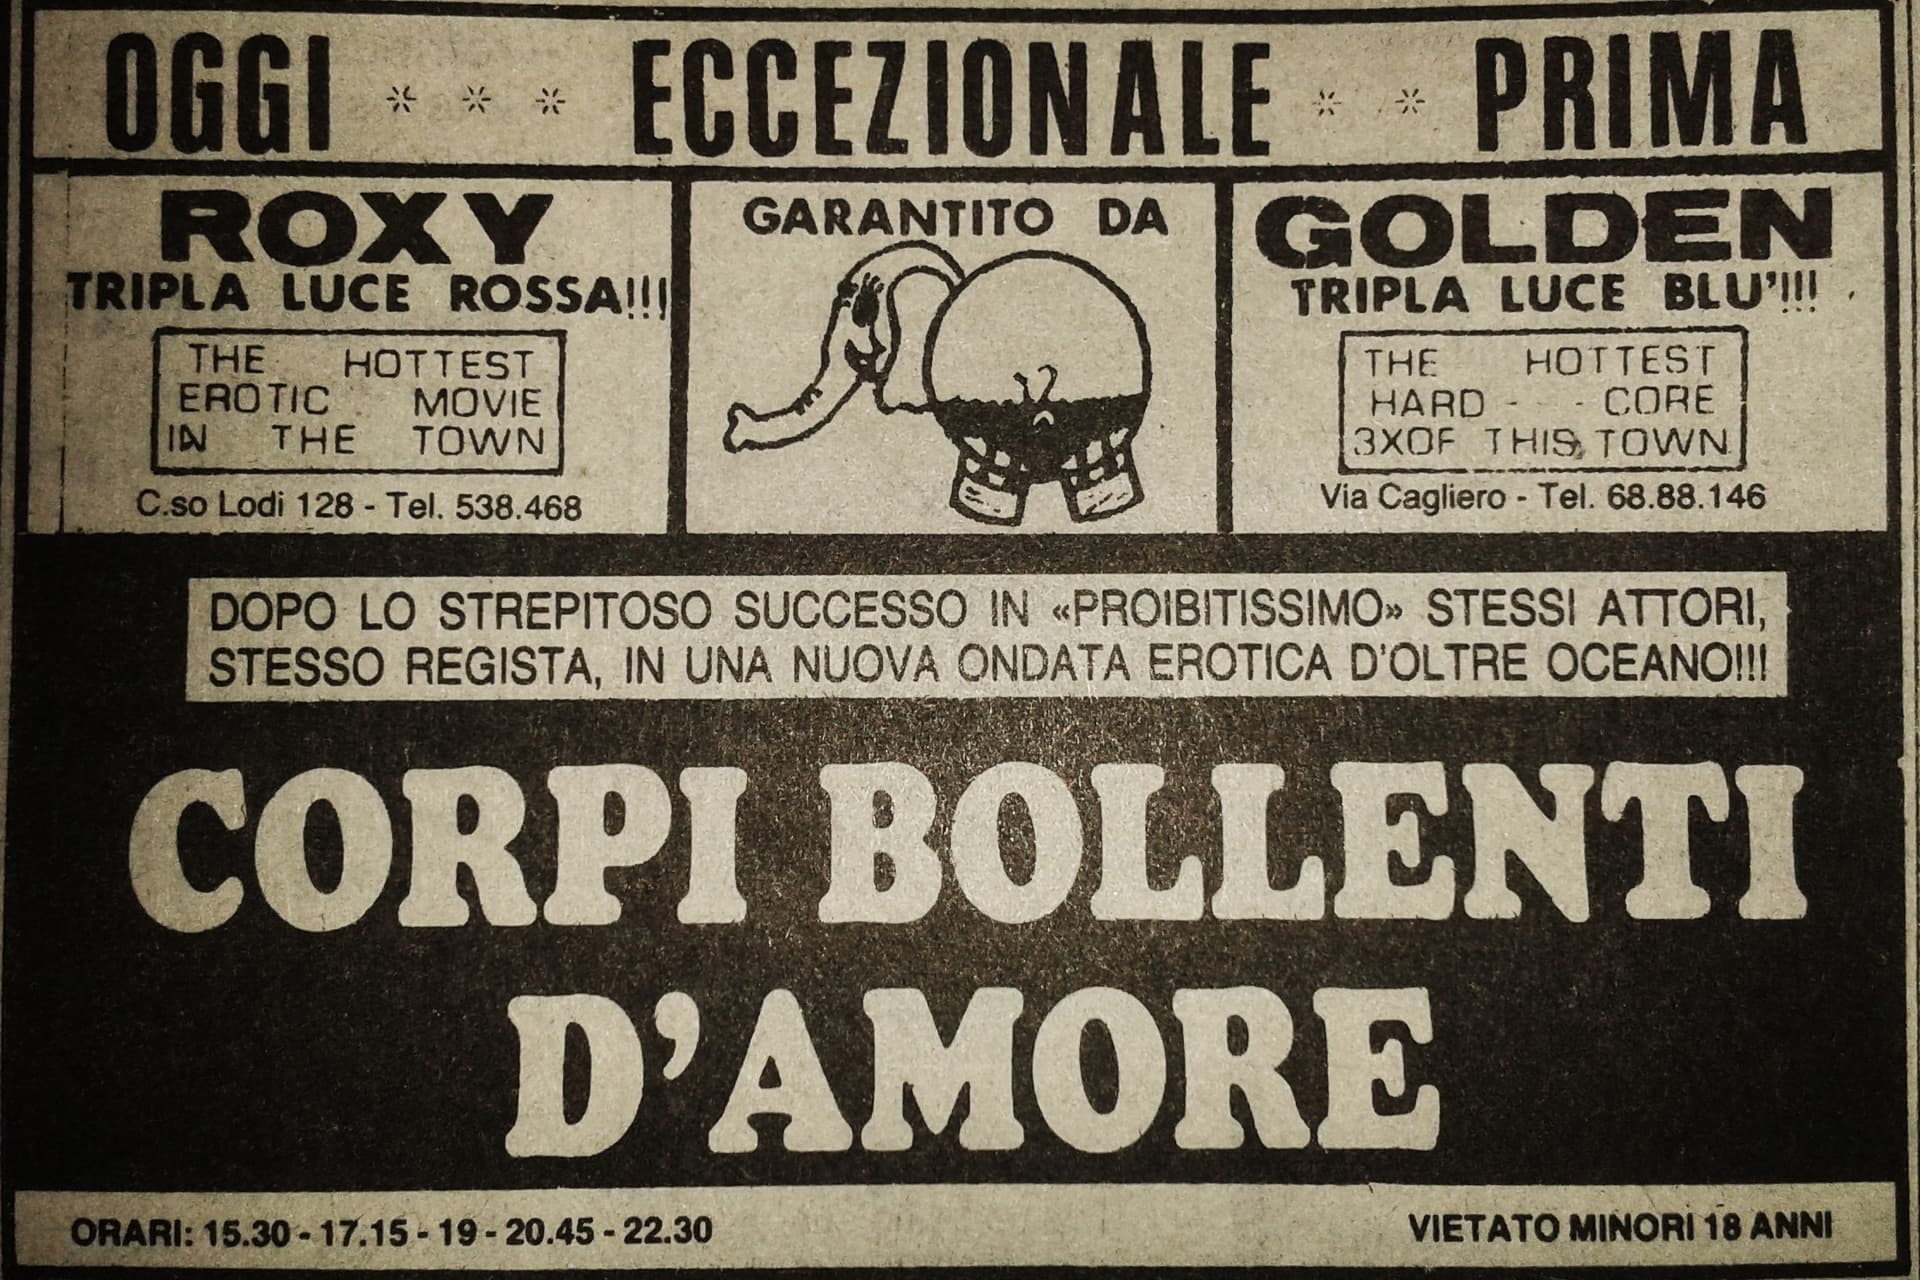 OGGI * * * ECCEZIONALE * * PRIMA
ROXY
TRIPLA LUCE ROSSA!!!
THE HOTTEST
EROTIC MOVIE
IN THE TOWN
C.so Lodi 128 - Tel. 538.468
GARANTITO DA
GOLDEN
TRIPLA LUCE BLU'!!!
THE HOTTEST
HARD - - CORE
3XOF THIS TOWN
Via Cagliero - Tel. 68.88.146
DOPO LO STREPITOSO SUCCESSO IN «PROIBITISSIMO» STESSI ATTORI,
STESSO REGISTA, IN UNA NUOVA ONDATA EROTICA D'OLTRE OCEANO!!!
CORPI BOLLENTI
D'AMORE
ORARI: 15.30 - 17.15 - 19 - 20.45 - 22.30
VIETATO MINORI 18 ANNI